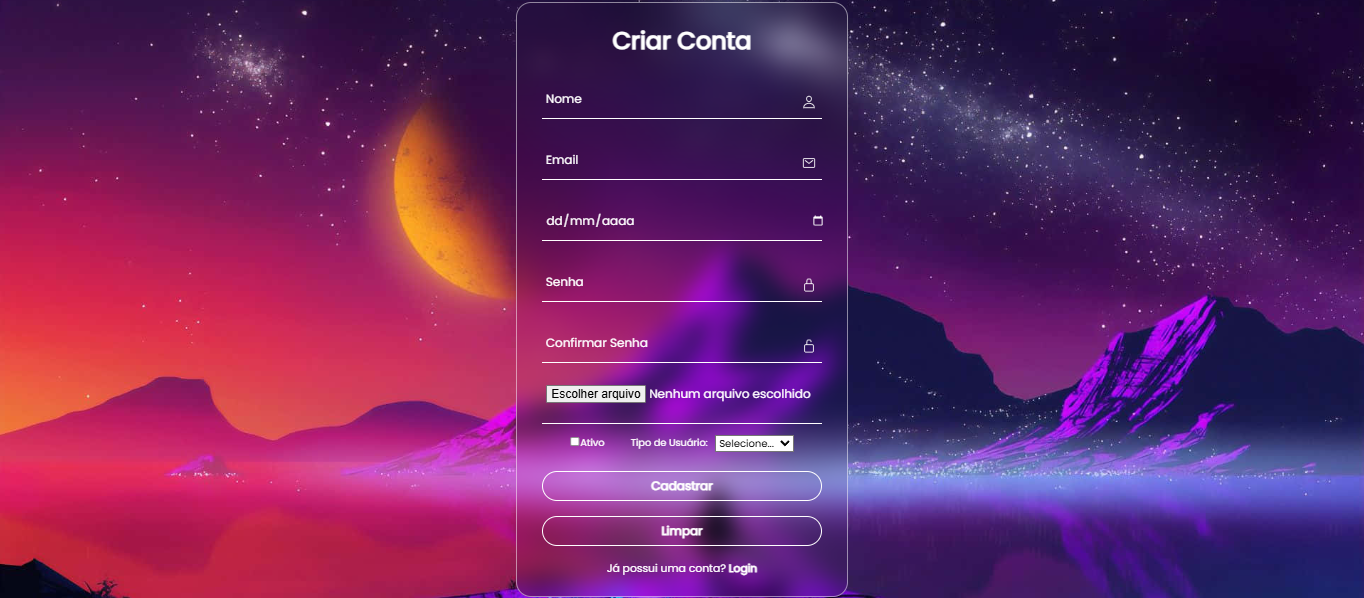 Criar Conta
Nome
Email
dd/mm/aaaa
Senha
Confirmar Senha
Escolher arquivo Nenhum arquivo escolhido
Ativo Tipo de Usuário: Selecione...
Cadastrar
Limpar
Já possui uma conta? Login